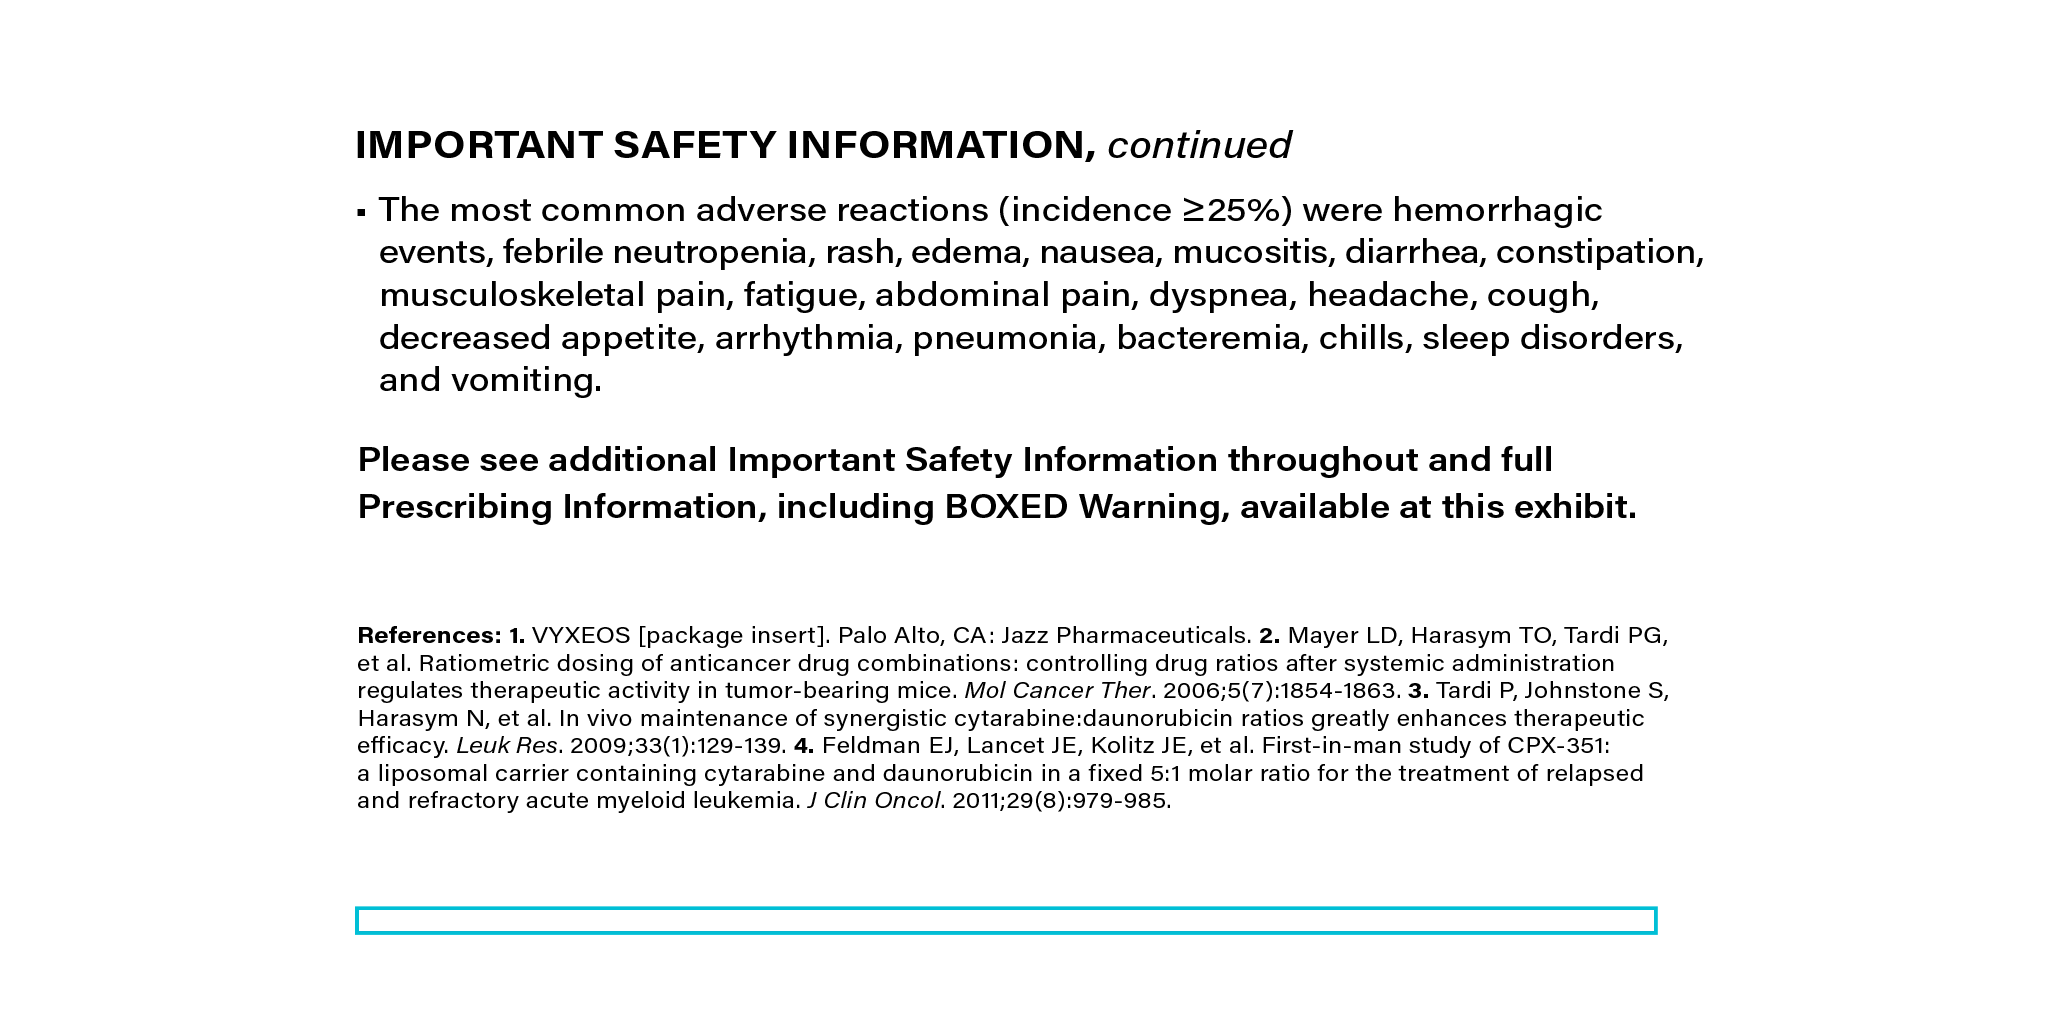 IMPORTANT SAFETY INFORMATION, continued
▪ The most common adverse reactions (incidence ≥25%) were hemorrhagic
events, febrile neutropenia, rash, edema, nausea, mucositis, diarrhea, constipation,
musculoskeletal pain, fatigue, abdominal pain, dyspnea, headache, cough,
decreased appetite, arrhythmia, pneumonia, bacteremia, chills, sleep disorders,
and vomiting.
Please see additional Important Safety Information throughout and full
Prescribing Information, including BOXED Warning, available at this exhibit.
References: 1. VYXEOS [package insert]. Palo Alto, CA: Jazz Pharmaceuticals. 2. Mayer LD, Harasym TO, Tardi PG,
et al. Ratiometric dosing of anticancer drug combinations: controlling drug ratios after systemic administration
regulates therapeutic activity in tumor-bearing mice. Mol Cancer Ther. 2006;5(7):1854-1863. 3. Tardi P, Johnstone S,
Harasym N, et al. In vivo maintenance of synergistic cytarabine:daunorubicin ratios greatly enhances therapeutic
efficacy. Leuk Res. 2009;33(1):129-139. 4. Feldman EJ, Lancet JE, Kolitz JE, et al. First-in-man study of CPX-351:
a liposomal carrier containing cytarabine and daunorubicin in a fixed 5:1 molar ratio for the treatment of relapsed
and refractory acute myeloid leukemia. J Clin Oncol. 2011;29(8):979-985.